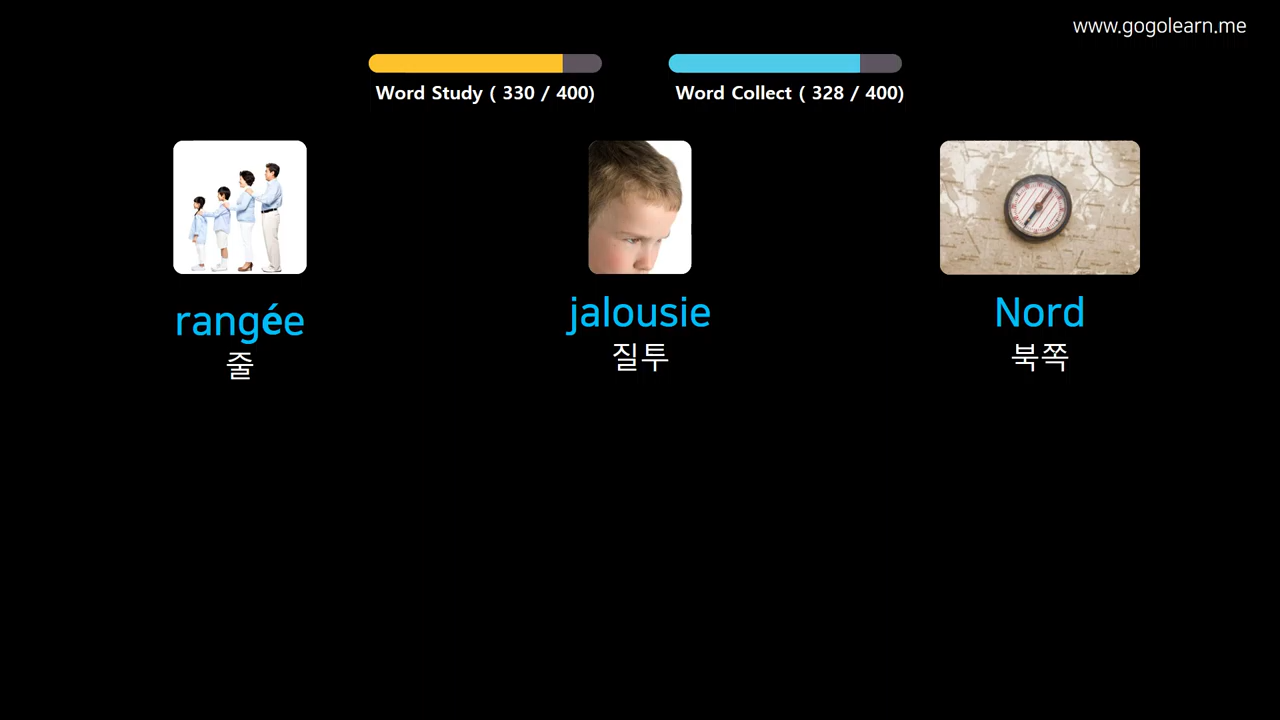 www.gogolearn.me
Word Study ( 330 / 400)
Word Collect ( 328 / 400)
rangée
줄
jalousie
질투
Nord
북쪽